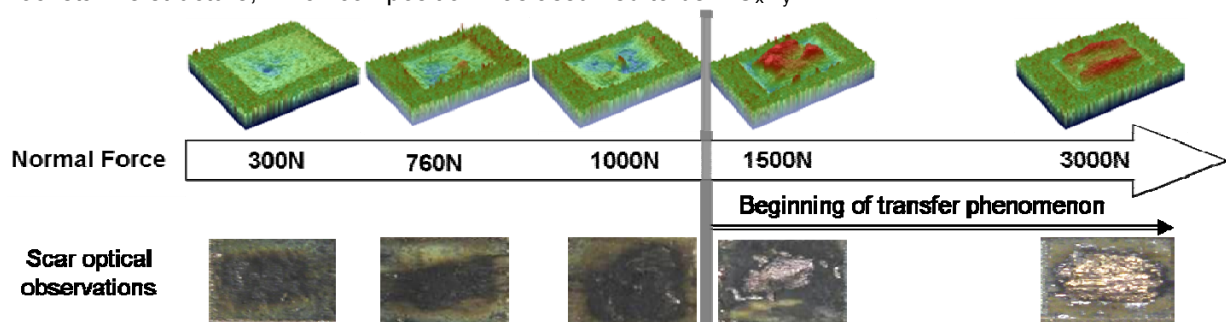 Normal Force 300N 760N 1000N 1500N 3000N
Beginning of transfer phenomenon
Scar optical
observations